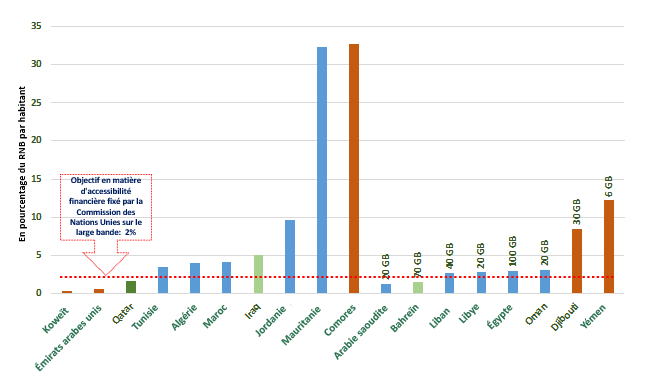 35
30
25
20
15
10
5
0
En pourcentage du RNB par habitant
Objectif en matière
d'accessibilité
financière fixé par la
Commission des
Nations Unies sur le
large bande: 2%
20 GB
70 GB
40 GB
20 GB
100 GB
20 GB
30 GB
6 GB
Koweït
Émirats arabes unis
Qatar
Tunisie
Algérie
Maroc
Iraq
Jordanie
Mauritanie
Comores
Arabie saoudite
Bahreïn
Liban
Libye
Égypte
Oman
Djibouti
Yémen